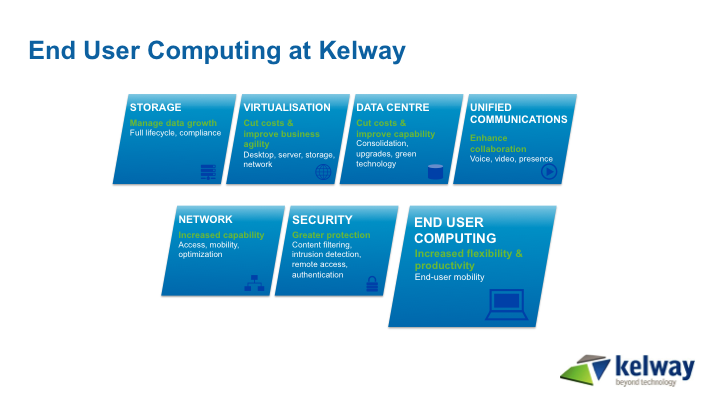 End User Computing at Kelway
STORAGE
Manage data growth
Full lifecycle, compliance
VIRTUALISATION
Cut costs &
improve business
agility
Desktop, server, storage,
network
DATA CENTRE
Cut costs &
improve capability
Consolidation,
upgrades, green
technology
UNIFIED
COMMUNICATIONS
Enhance
collaboration
Voice, video, presence
NETWORK
Increased capability
Access, mobility,
optimization
SECURITY
Greater protection
Content filtering,
intrusion detection,
remote access,
authentication
END USER
COMPUTING
Increased flexibility &
productivity
End-user mobility
kelway
beyond technology